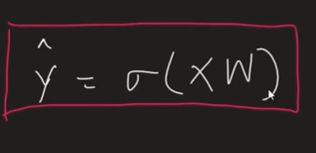 Ŷ = σ(XW)